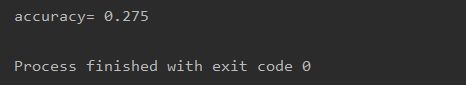 accuracy= 0.275
Process finished with exit code 0